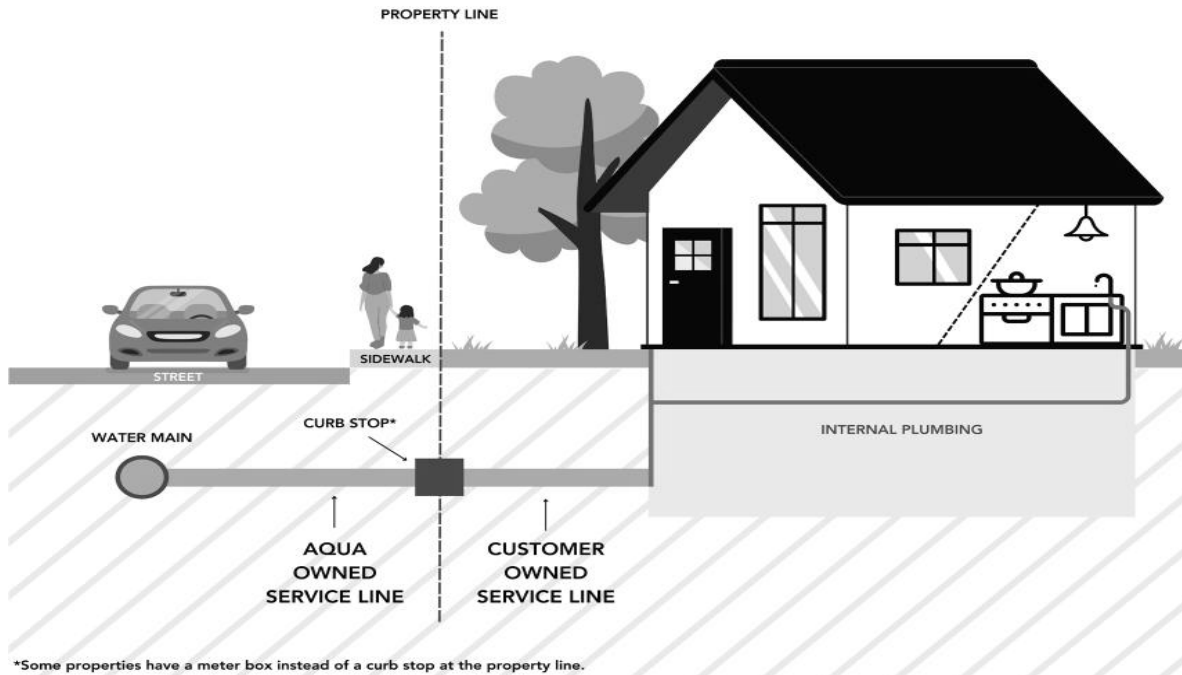 PROPERTY LINE
SIDEWALK
STREET
CURB STOP*
WATER MAIN
INTERNAL PLUMBING
AQUA
OWNED
SERVICE LINE
CUSTOMER
OWNED
SERVICE LINE
*Some properties have a meter box instead of a curb stop at the property line.